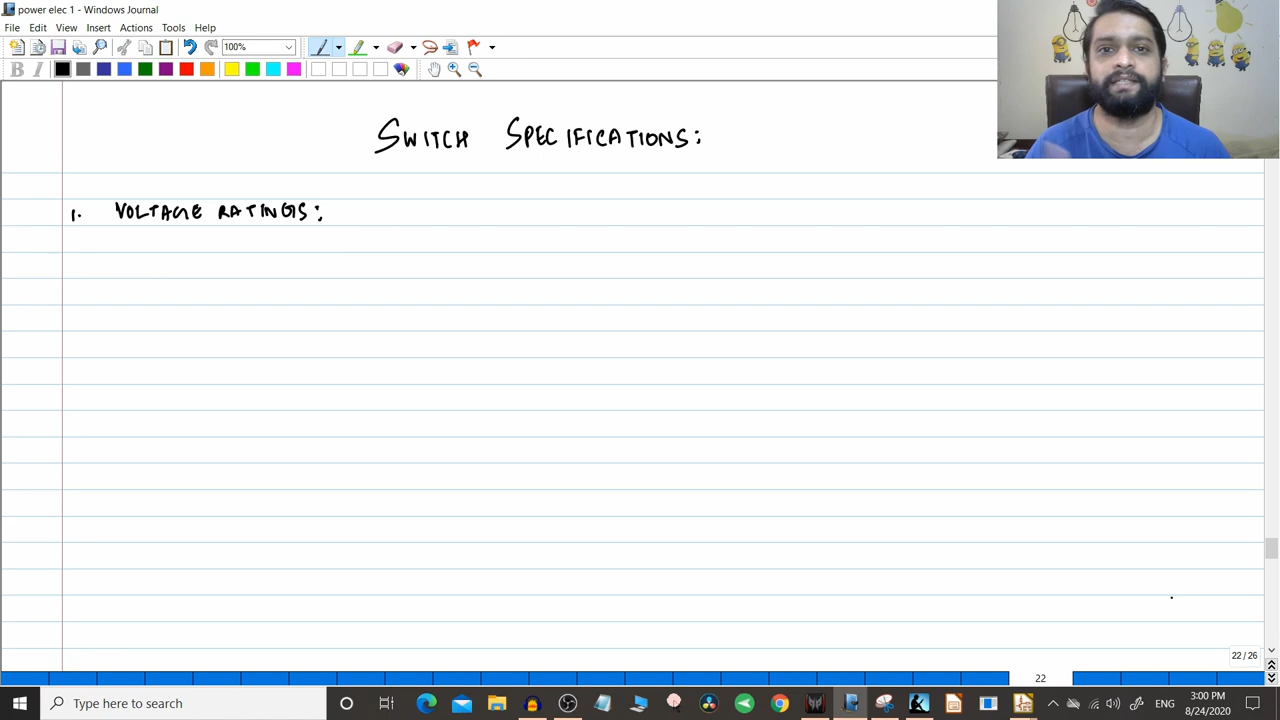 power elec 1 - Windows Journal
File Edit View Insert Actions Tools Help
100%
B I
SWITCH SPECIFICATIONS:
1. VOLTAGE RATINGS:
22 / 26
22
Type here to search
ENG
3:00 PM
8/24/2020